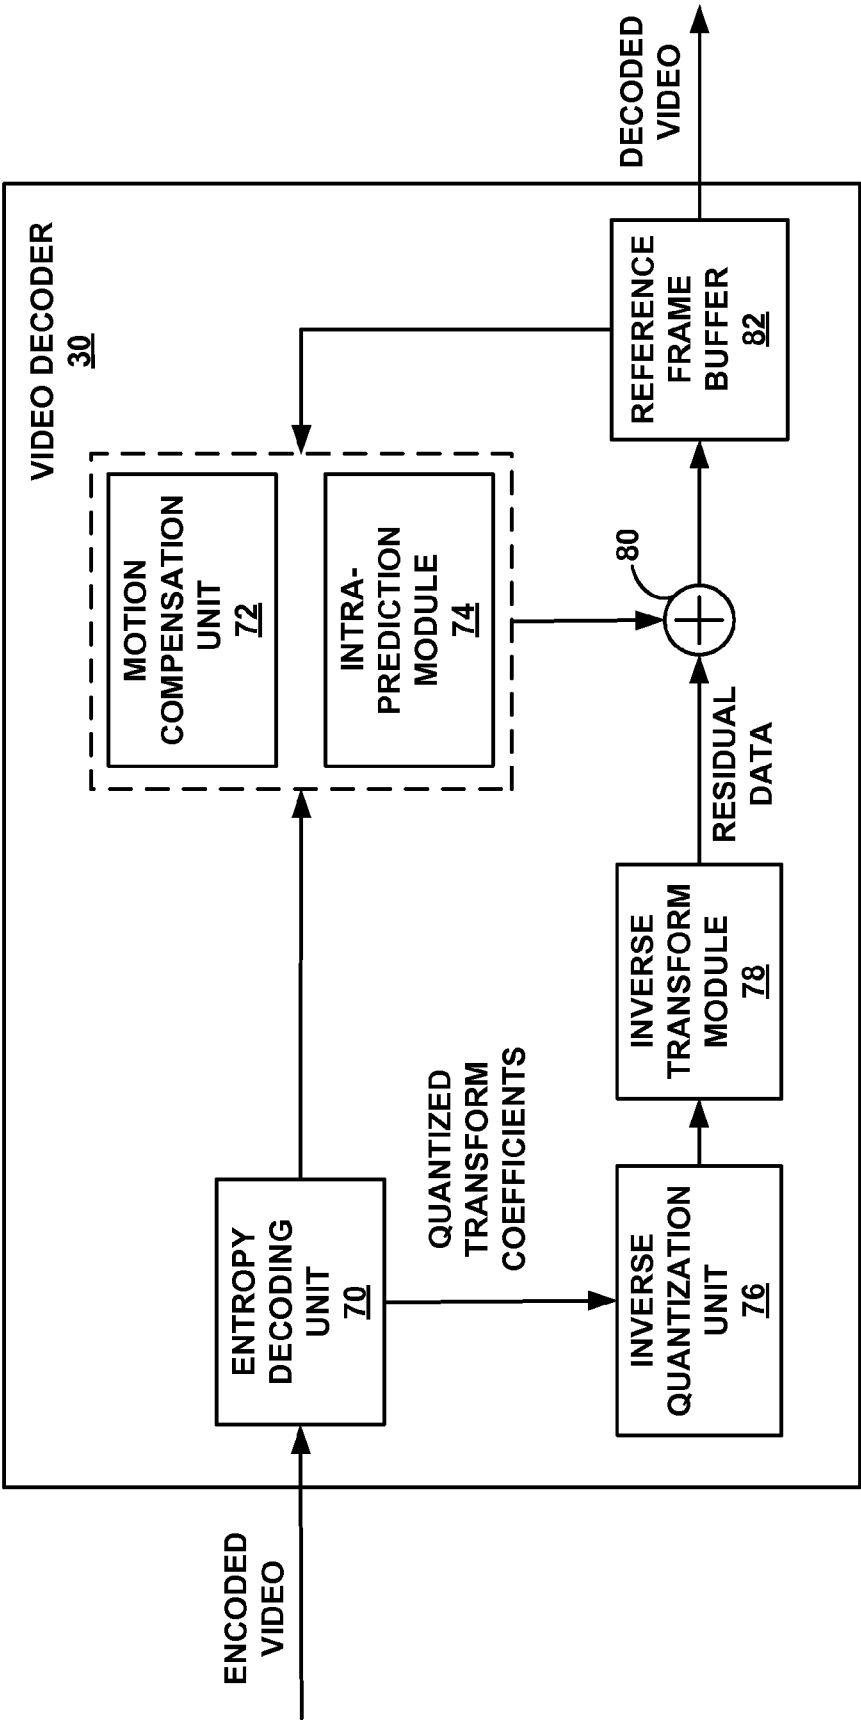 VIDEO DECODER
30
ENCODED
VIDEO
ENTROPY
DECODING
UNIT
70
MOTION
COMPENSATION
UNIT
72
INTRA-
PREDICTION
MODULE
74
QUANTIZED
TRANSFORM
COEFFICIENTS
INVERSE
QUANTIZATION
UNIT
76
INVERSE
TRANSFORM
MODULE
78
RESIDUAL
DATA
80
REFERENCE
FRAME
BUFFER
82
DECODED
VIDEO